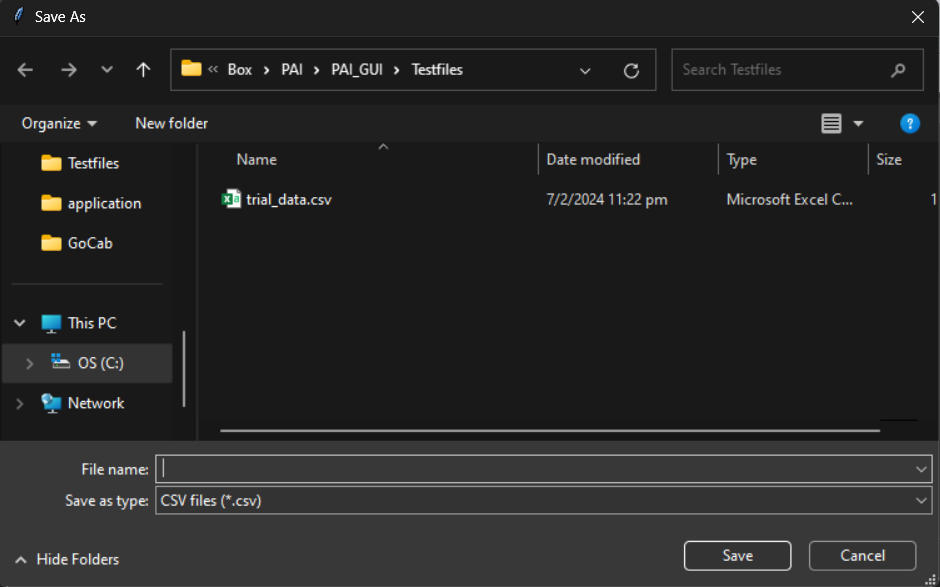 Save As
« Box › PAI › PAI_GUI › Testfiles
Search Testfiles
Organize
New folder
?
Testfiles
application
GoCab
This PC
OS (C:)
Network
Name
Date modified
Type
Size
trial_data.csv
7/2/2024 11:22 pm
Microsoft Excel C...
1
File name:
Save as type:
CSV files (*.csv)
Hide Folders
Save
Cancel